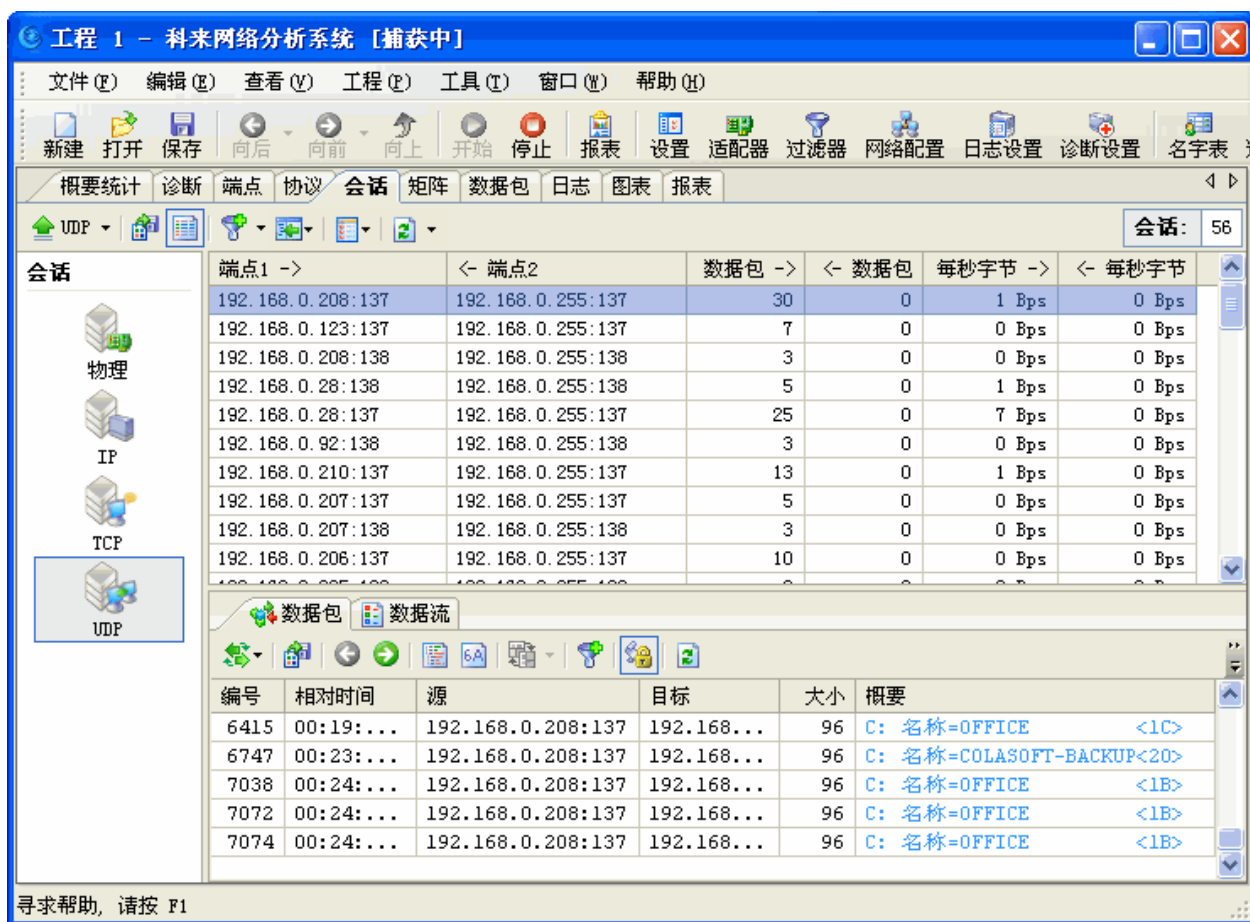 工程 1 - 科来网络分析系统 [捕获中]
文件(F) 编辑(E) 查看(V) 工程(P) 工具(T) 窗口(W) 帮助(H)
新建 打开 保存 向后 向前 向上 开始 停止 报表 设置 适配器 过滤器 网络配置 日志设置 诊断设置 名字表
概要统计 诊断 端点 协议 会话 矩阵 数据包 日志 图表 报表
UDP 会话: 56
会话
物理
IP
TCP
UDP
端点1 -> <- 端点2 数据包 -> <- 数据包 每秒字节 -> <- 每秒字节
192.168.0.208:137 192.168.0.255:137 30 0 1 Bps 0 Bps
192.168.0.123:137 192.168.0.255:137 7 0 0 Bps 0 Bps
192.168.0.208:138 192.168.0.255:138 3 0 0 Bps 0 Bps
192.168.0.28:138 192.168.0.255:138 5 0 1 Bps 0 Bps
192.168.0.28:137 192.168.0.255:137 25 0 7 Bps 0 Bps
192.168.0.92:138 192.168.0.255:138 3 0 0 Bps 0 Bps
192.168.0.210:137 192.168.0.255:137 13 0 1 Bps 0 Bps
192.168.0.207:137 192.168.0.255:137 5 0 0 Bps 0 Bps
192.168.0.207:138 192.168.0.255:138 3 0 0 Bps 0 Bps
192.168.0.206:137 192.168.0.255:137 10 0 0 Bps 0 Bps
数据包 数据流
编号 相对时间 源 目标 大小 概要
6415 00:19:... 192.168.0.208:137 192.168... 96 C: 名称=OFFICE <1C>
6747 00:23:... 192.168.0.208:137 192.168... 96 C: 名称=COLASOFT-BACKUP<20>
7038 00:24:... 192.168.0.208:137 192.168... 96 C: 名称=OFFICE <1B>
7072 00:24:... 192.168.0.208:137 192.168... 96 C: 名称=OFFICE <1B>
7074 00:24:... 192.168.0.208:137 192.168... 96 C: 名称=OFFICE <1B>
寻求帮助, 请按 F1